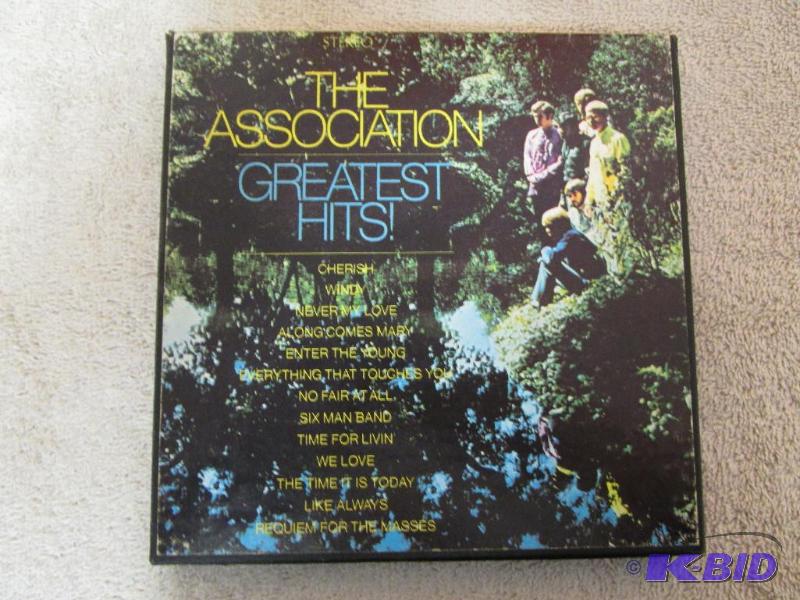 STEREO
THE
ASSOCIATION
GREATEST
HITS!
CHERISH
WINDY
NEVER MY LOVE
ALONG COMES MARY
ENTER THE YOUNG
EVERYTHING THAT TOUCHES YOU
NO FAIR AT ALL
SIX MAN BAND
TIME FOR LIVIN'
WE LOVE
THE TIME IT IS TODAY
LIKE ALWAYS
REQUIEM FOR THE MASSES
© K-BID